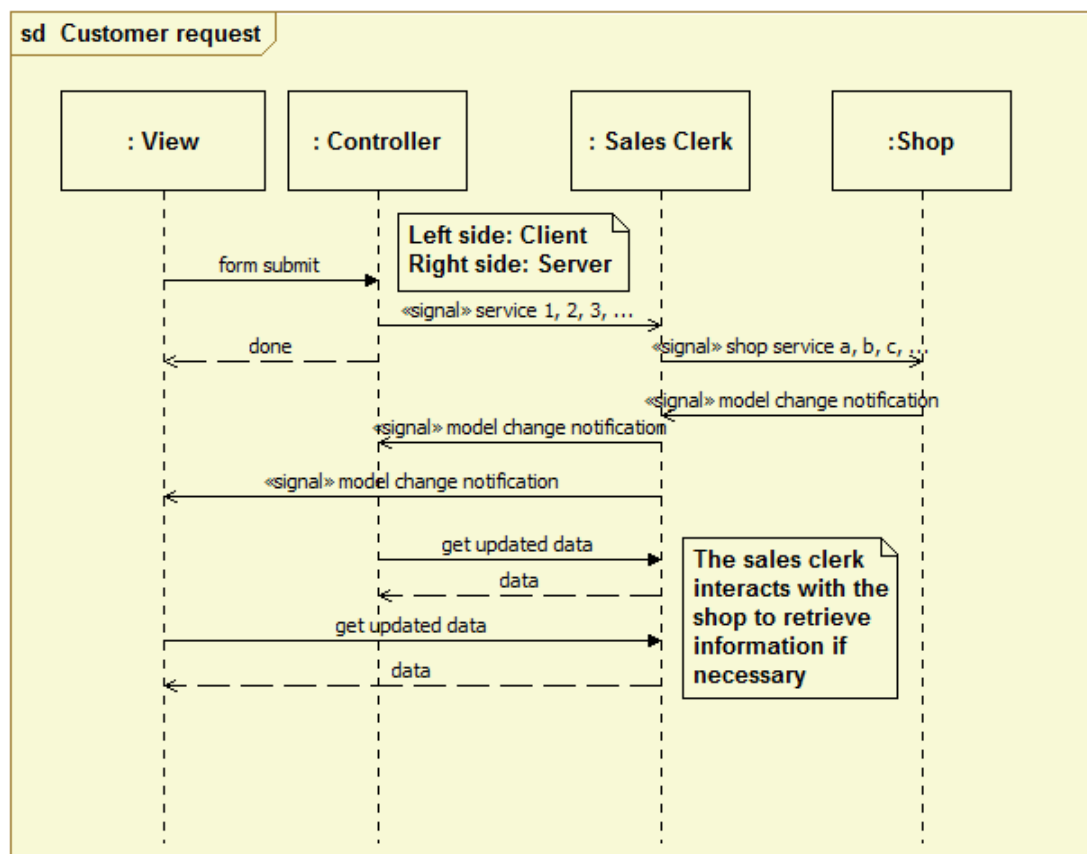 sd Customer request
: View
: Controller
: Sales Clerk
:Shop
Left side: Client
Right side: Server
form submit
«signal» service 1, 2, 3, ...
done
«signal» shop service a, b, c, ...
«signal» model change notification
«signal» model change notification
«signal» model change notification
get updated data
data
get updated data
data
The sales clerk
interacts with the
shop to retrieve
information if
necessary